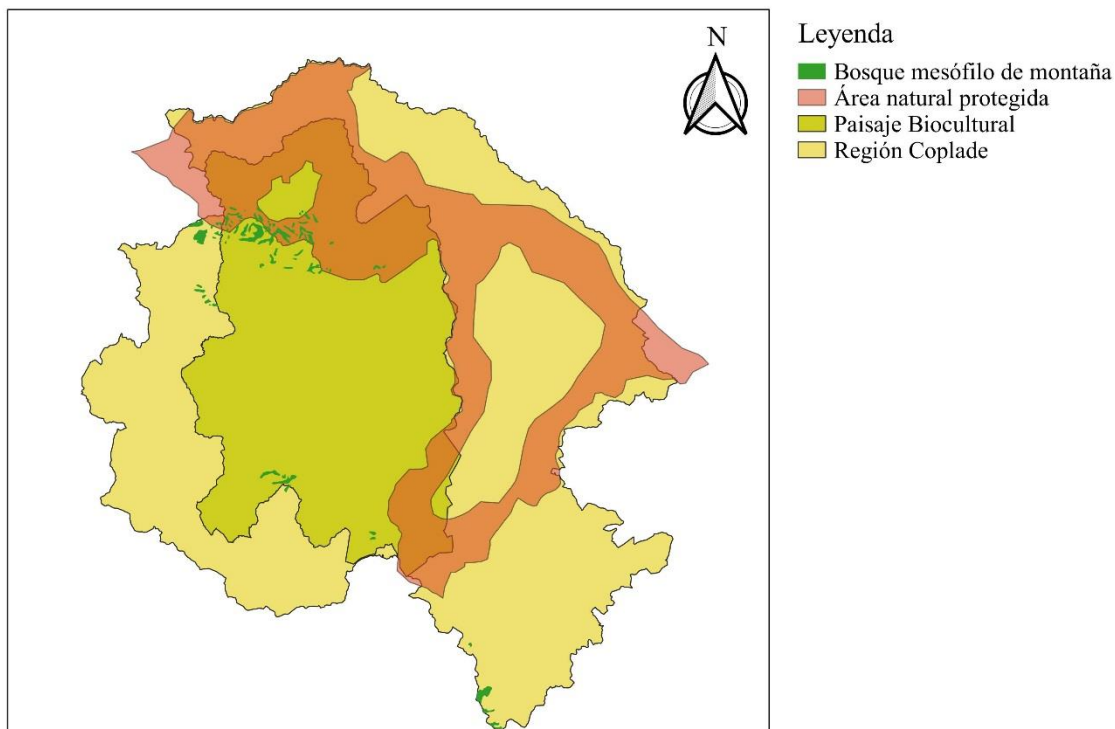 N
Leyenda
Bosque mesófilo de montaña
Área natural protegida
Paisaje Biocultural
Región Coplade